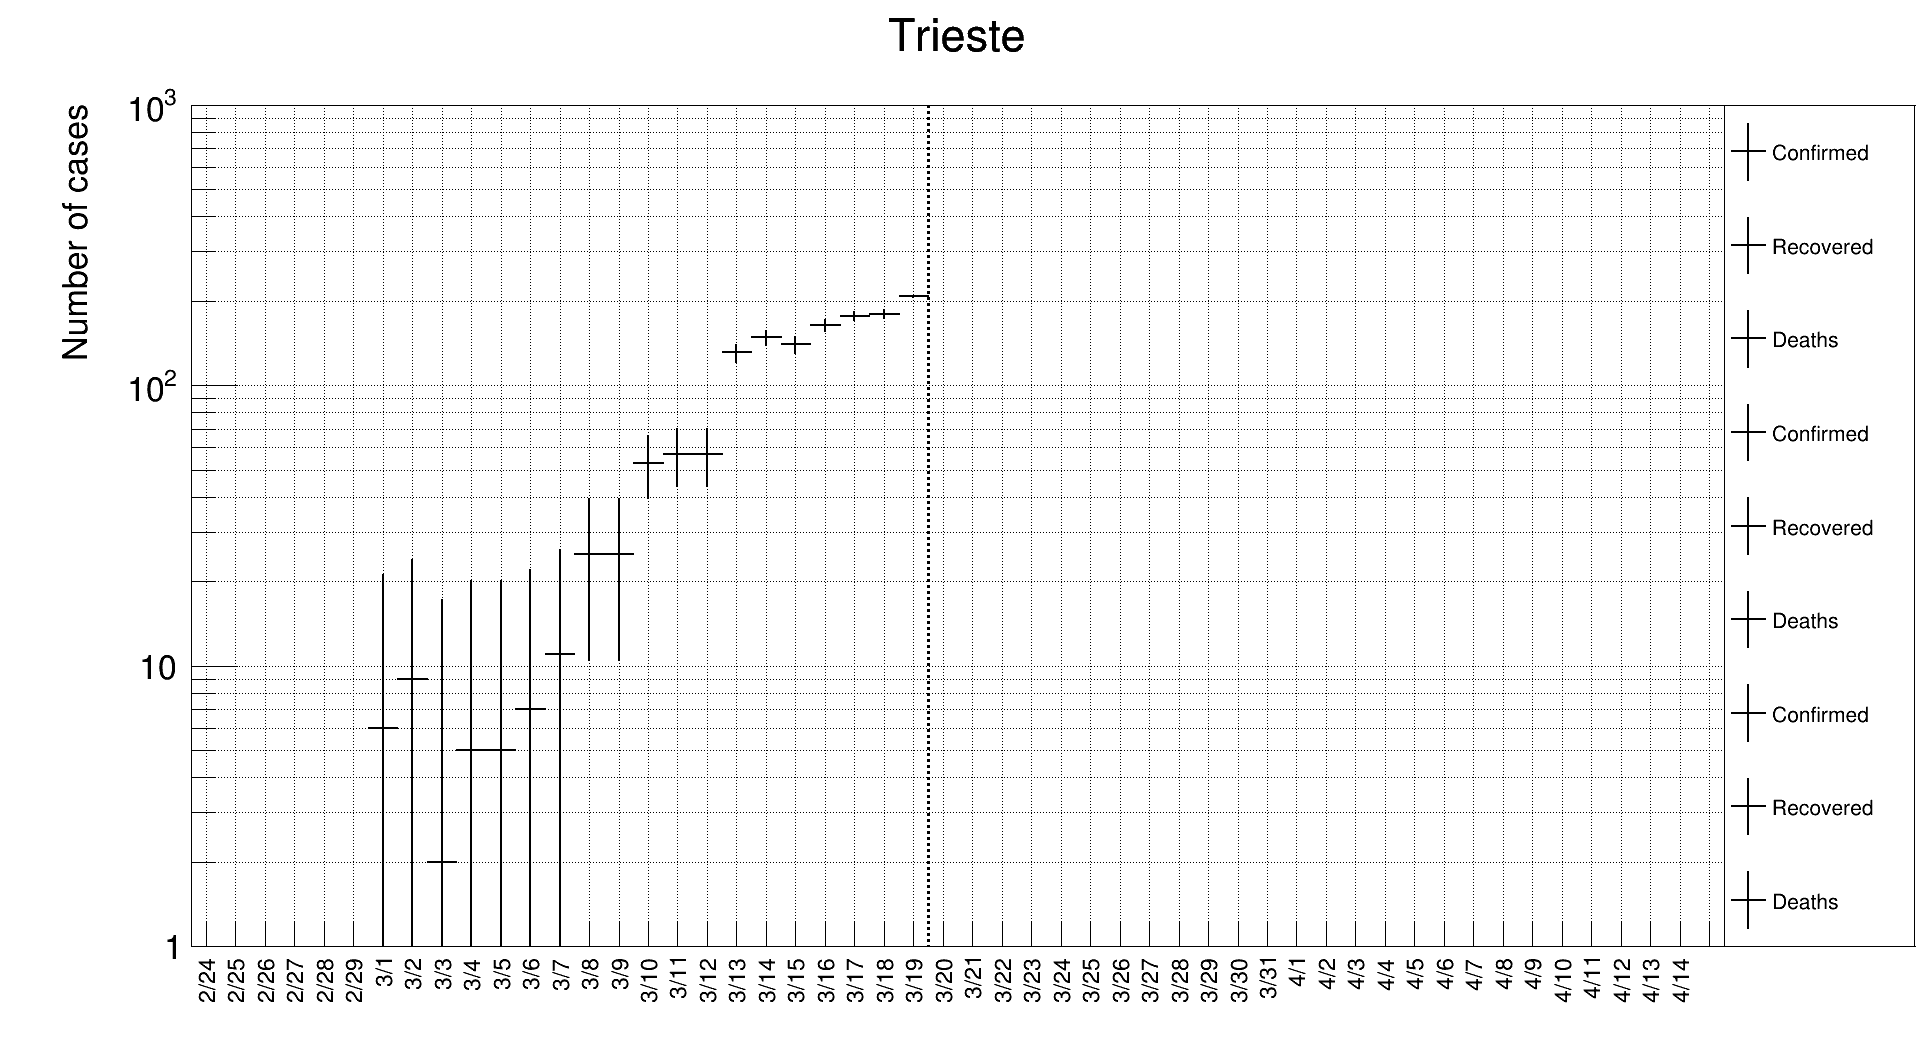 Trieste
Number of cases
10³
10²
10
1
2/24 2/25 2/26 2/27 2/28 2/29 3/1 3/2 3/3 3/4 3/5 3/6 3/7 3/8 3/9 3/10 3/11 3/12 3/13 3/14 3/15 3/16 3/17 3/18 3/19 3/20 3/21 3/22 3/23 3/24 3/25 3/26 3/27 3/28 3/29 3/30 3/31 4/1 4/2 4/3 4/4 4/5 4/6 4/7 4/8 4/9 4/10 4/11 4/12 4/13 4/14
Confirmed
Recovered
Deaths
Confirmed
Recovered
Deaths
Confirmed
Recovered
Deaths